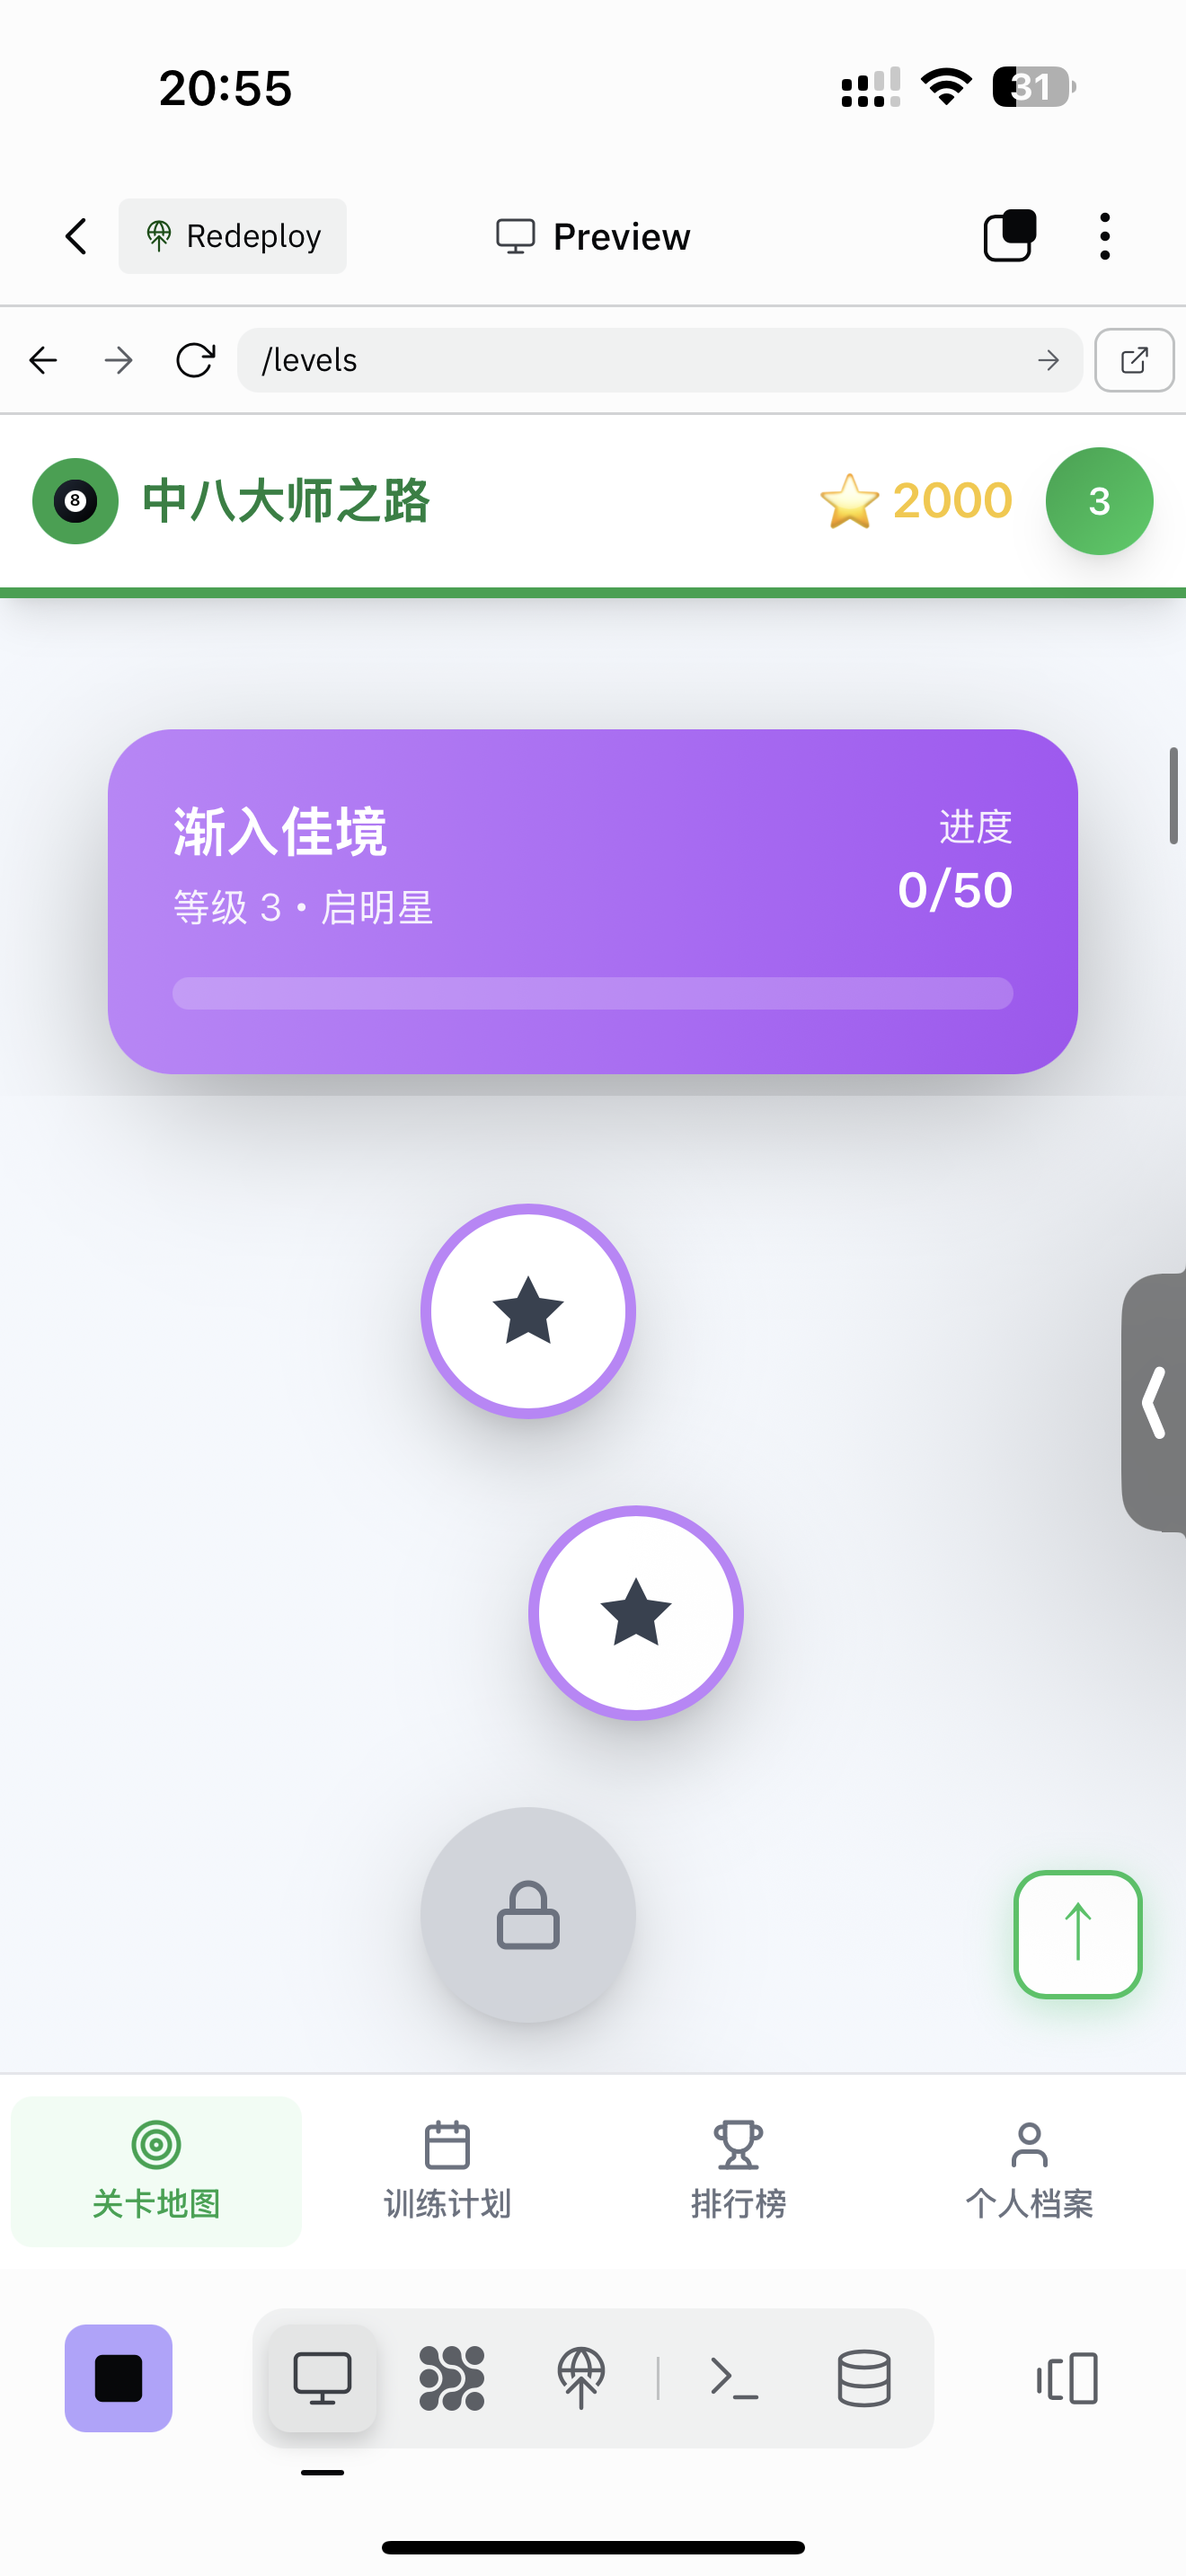 20:55
31
Redeploy
Preview
/levels
8
中八大师之路
2000
3
渐入佳境
等级 3 • 启明星
进度
0/50
关卡地图
训练计划
排行榜
个人档案